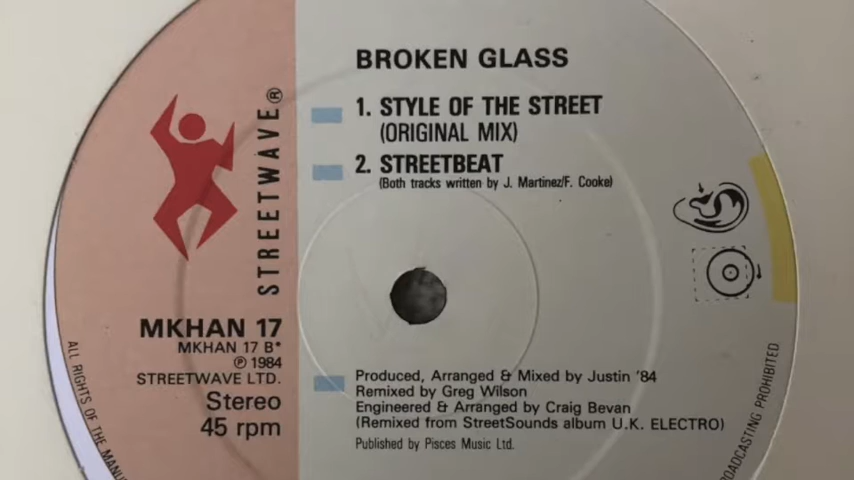 BROKEN GLASS
1. STYLE OF THE STREET
(ORIGINAL MIX)
2. STREETBEAT
(Both tracks written by J. Martinez/F. Cooke)
STREETWAVE®
MKHAN 17
MKHAN 17 B*
℗ 1984
STREETWAVE LTD.
Stereo
45 rpm
Produced, Arranged & Mixed by Justin '84
Remixed by Greg Wilson
Engineered & Arranged by Craig Bevan
(Remixed from StreetSounds album U.K. ELECTRO)
Published by Pisces Music Ltd.
ALL RIGHTS OF THE MANU
ROADCASTING PROHIBITED